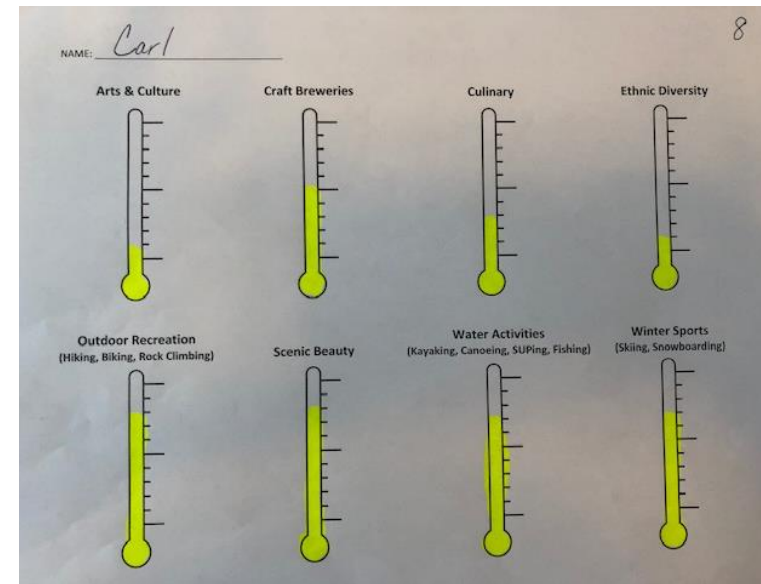 8
NAME: Carl
Arts & Culture
Craft Breweries
Culinary
Ethnic Diversity
Outdoor Recreation
(Hiking, Biking, Rock Climbing)
Scenic Beauty
Water Activities
(Kayaking, Canoeing, SUPing, Fishing)
Winter Sports
(Skiing, Snowboarding)